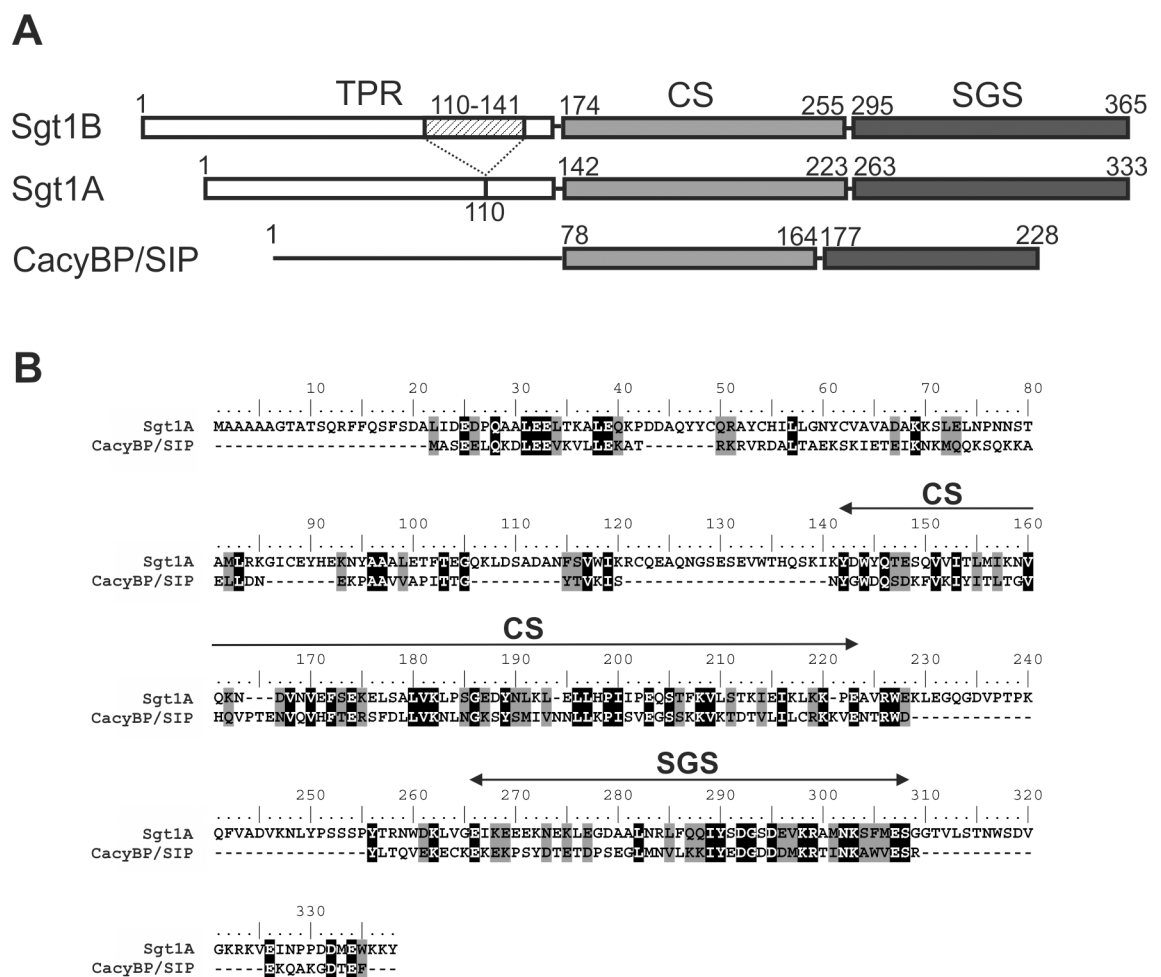 A
TPR CS SGS
1 110-141 174 255 295 365
Sgt1B
1 142 223 263 333
Sgt1A
110
1 78 164 177 228
CacyBP/SIP
B
10 20 30 40 50 60 70 80
Sgt1A MAAAAAGTATSQRFFQSFSDALIDEDPQAALEELTKALEQKPDDAQYYCQRAYCHILLGNYCVAVADAKKSLELNPNNST
CacyBP/SIP ---------------------MASEELQKDLEEVKVLLEKAT-------RKRVRDALTAEKSKIETEIKNKMQQKSQKKA
CS
90 100 110 120 130 140 150 160
Sgt1A AMLRKGICEYHEKNYAAALETFTEGQKLDSADANFSVWIKRCQEAQNGSESEVWTHQSKIKYDWYQTESQVVITLMIKNV
CacyBP/SIP ELLDN-------EKPAAVVAPITTG---------YTVKIS--------------------NYGWDQSDKFVKIYITLTGV
CS
170 180 190 200 210 220 230 240
Sgt1A QKN---DVNVEFSEKELSALVKLPSGEDYNLKL-ELLHPIIPEQSTFKVLSTKIEIKLKK-PEAVRWEKLEGQGDVPTPK
CacyBP/SIP HQVPTENVQVHFTERSFDLLVKNLNGKSYSMIVNNLLKPISVEGSSKKVKTDTVLILCRKKVENTRWD------------
SGS
250 260 270 280 290 300 310 320
Sgt1A QFVADVKNLYPSSSPYTRNWDKLVGEIKEEEKNEKLEGDAALNRLFQQIYSDGSDEVKRAMNKSFMESGGTVLSTNWSDV
CacyBP/SIP ---------------YLTQVEKECKEKEKPSYDTETDPSEGLMNVLKKIYEDGDDDMKRTINKAWVESR-----------
330
Sgt1A GKRKVEINPPDDMEWKKY
CacyBP/SIP -----EKQAKGDTEF---